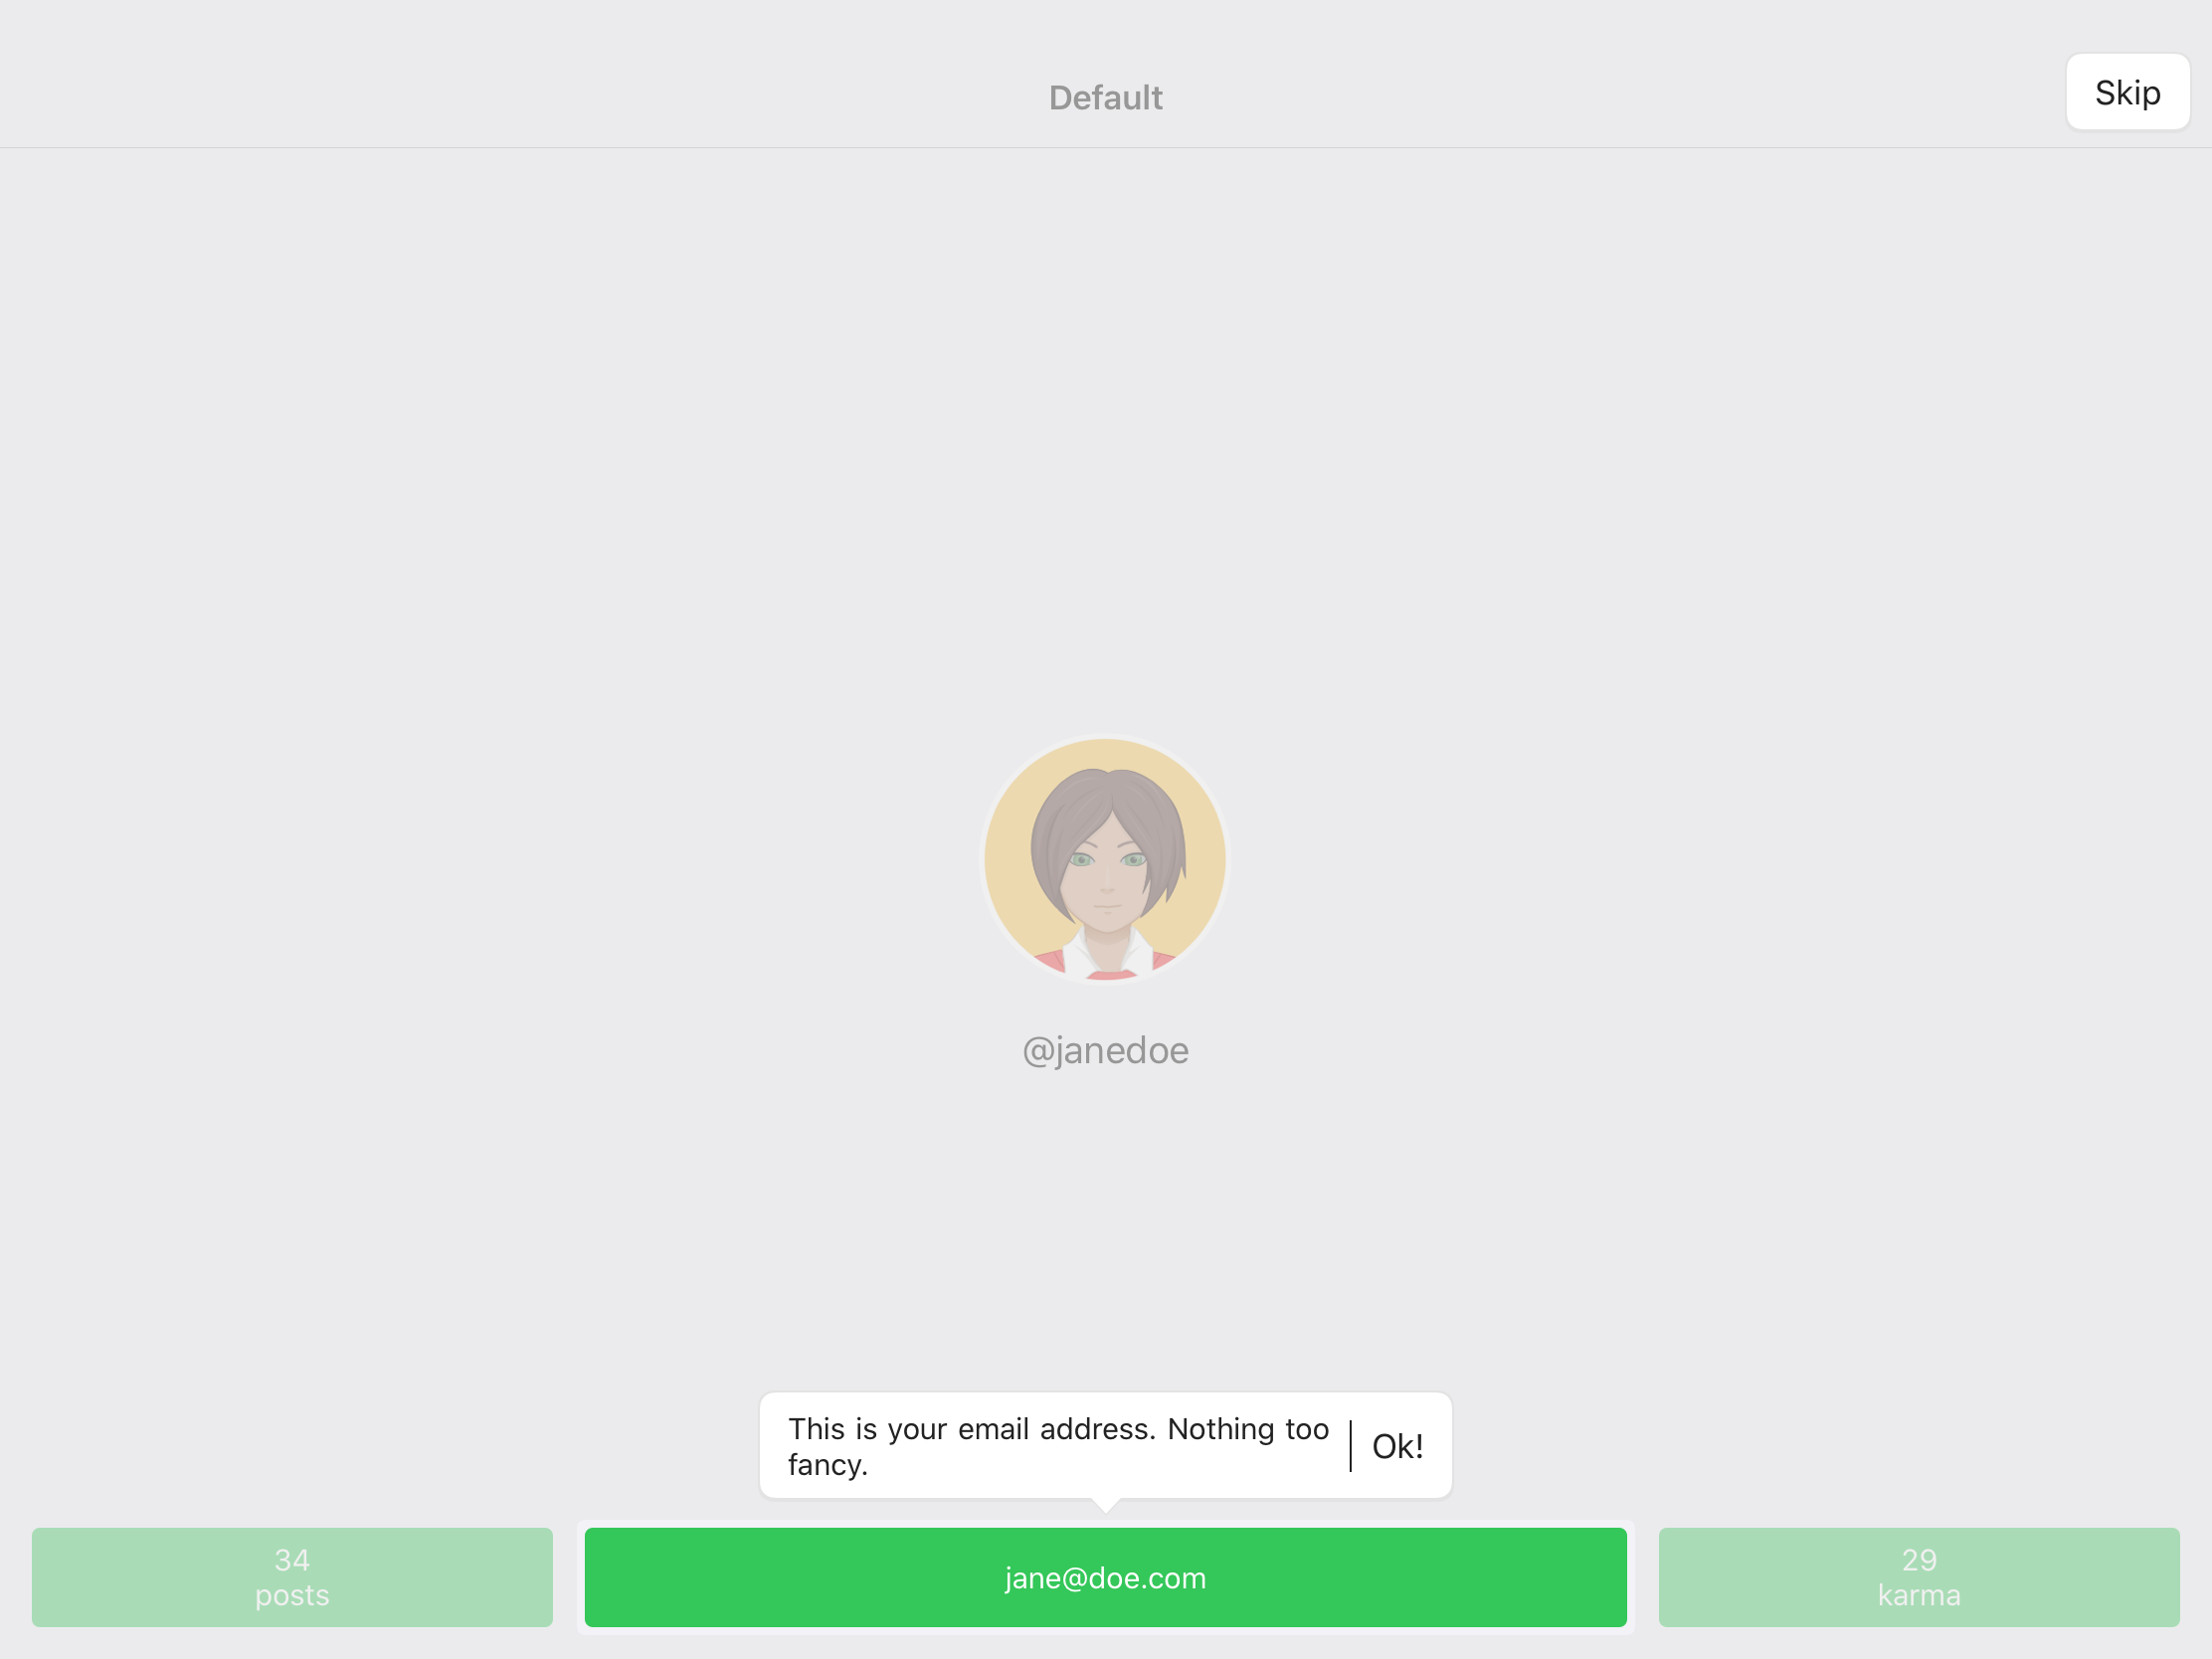 Default
Skip
@janedoe
This is your email address. Nothing too
fancy.
Ok!
34
posts
jane@doe.com
29
karma